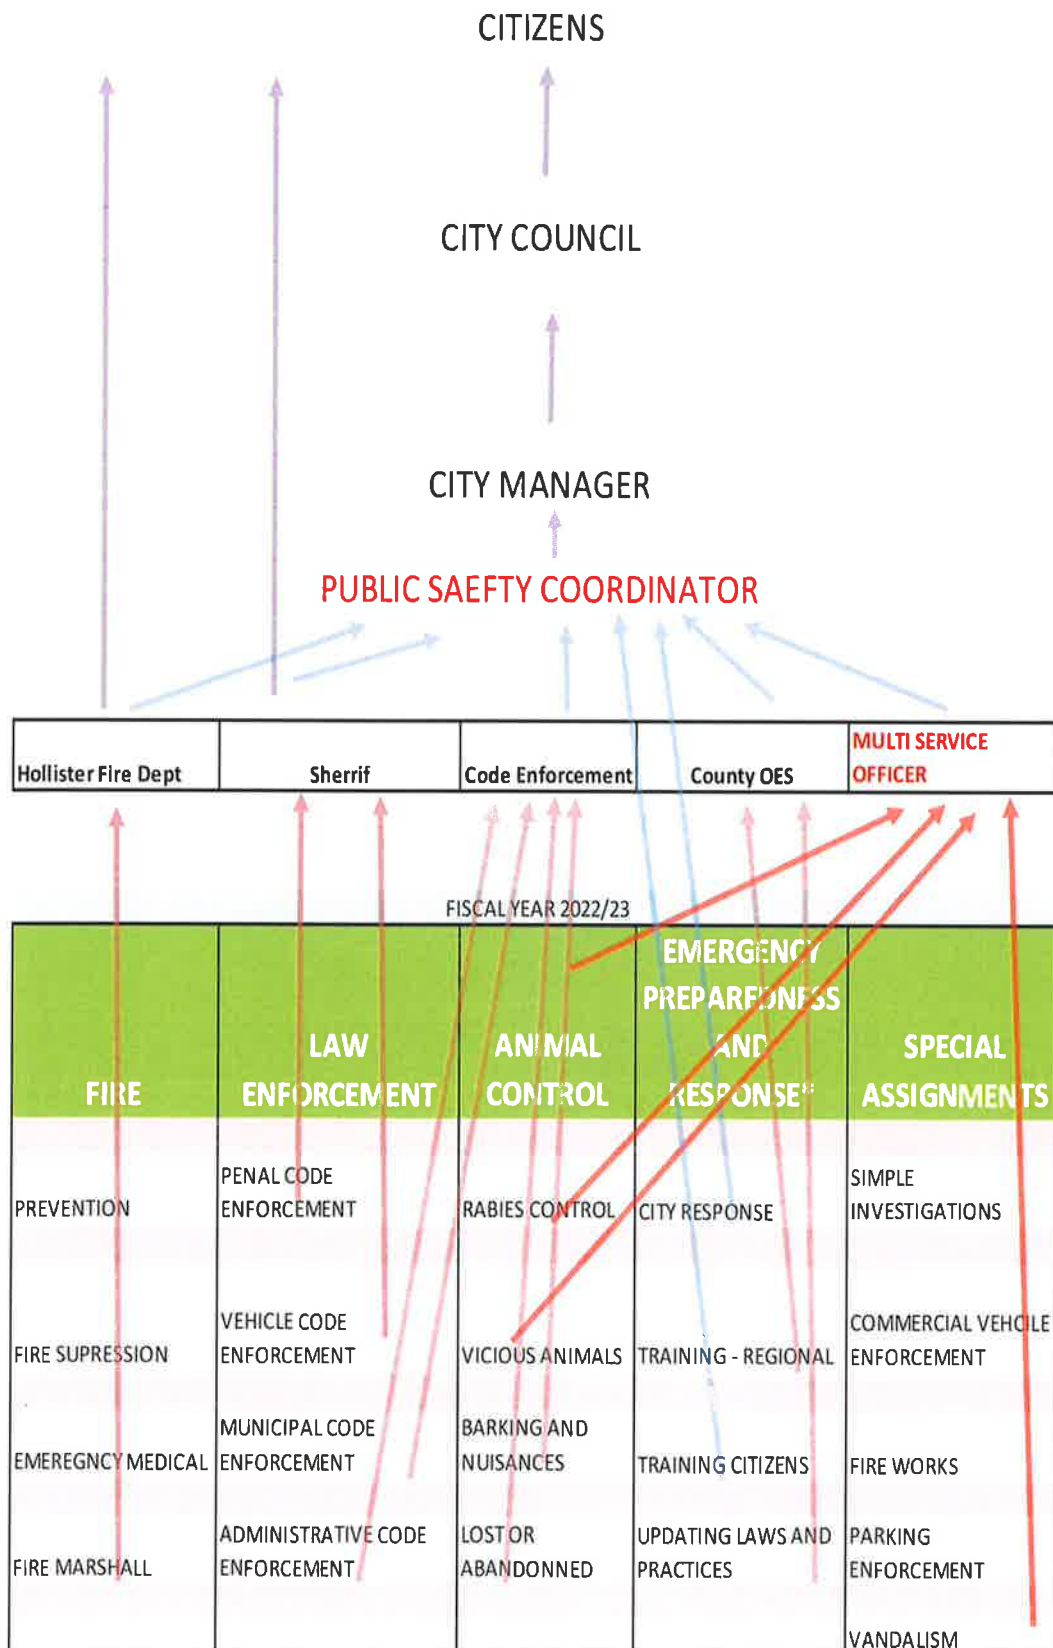 CITIZENS
CITY COUNCIL
CITY MANAGER
PUBLIC SAEFTY COORDINATOR
Hollister Fire Dept
Sherrif
Code Enforcement
County OES
MULTI SERVICE
OFFICER
FISCAL YEAR 2022/23
FIRE
LAW
ENFORCEMENT
ANIMAL
CONTROL
EMERGENCY
PREPAREDNESS
AND
RESPONSE*
SPECIAL
ASSIGNMENTS
PREVENTION
PENAL CODE
ENFORCEMENT
RABIES CONTROL
CITY RESPONSE
SIMPLE
INVESTIGATIONS
FIRE SUPRESSION
VEHICLE CODE
ENFORCEMENT
VICIOUS ANIMALS
TRAINING - REGIONAL
COMMERCIAL VEHCILE
ENFORCEMENT
EMEREGNCY MEDICAL
MUNICIPAL CODE
ENFORCEMENT
BARKING AND
NUISANCES
TRAINING CITIZENS
FIRE WORKS
FIRE MARSHALL
ADMINISTRATIVE CODE
ENFORCEMENT
LOST OR
ABANDONNED
UPDATING LAWS AND
PRACTICES
PARKING
ENFORCEMENT
VANDALISM